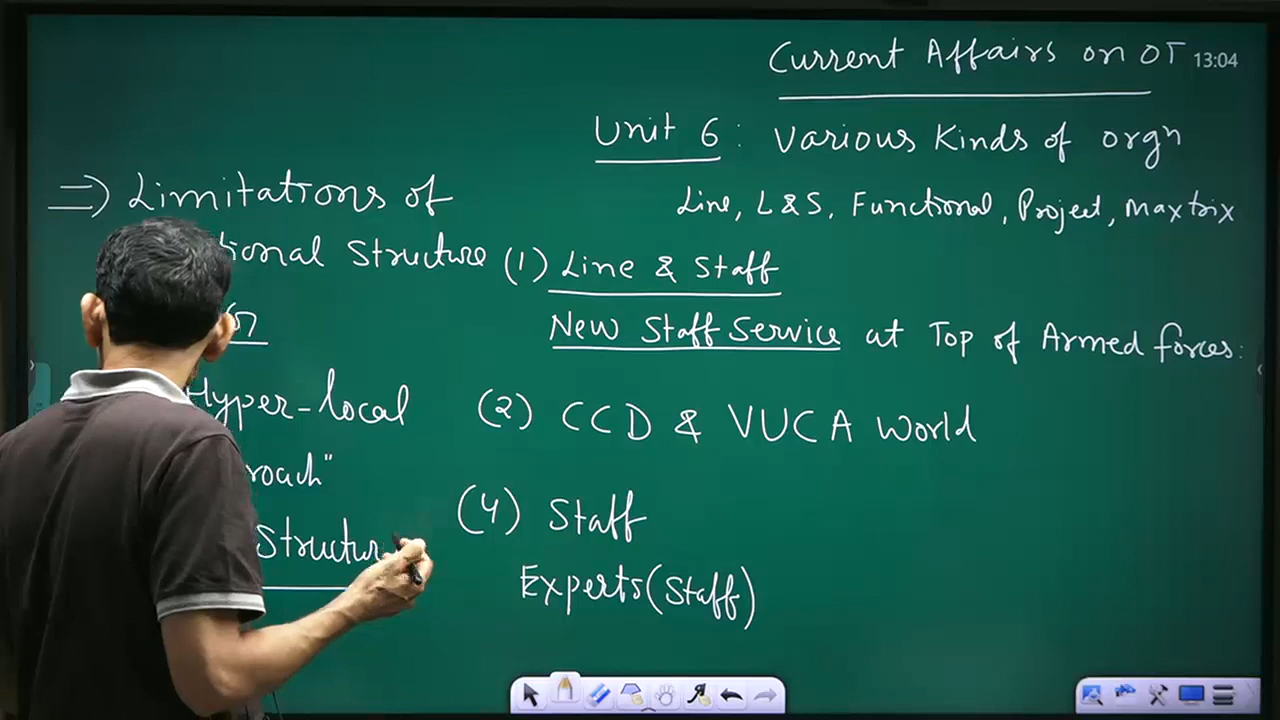 Current Affairs on OT 13:04
Unit 6 : Various Kinds of orgn
Line, L & S, Functional, Project, Maxtrix
=> Limitations of
tional Structure
Hyper-local
roach"
Structur
(1) Line & Staff
New Staff Service at Top of Armed forces:
(2) CCD & VUCA World
(4) Staff
Experts(Staff)